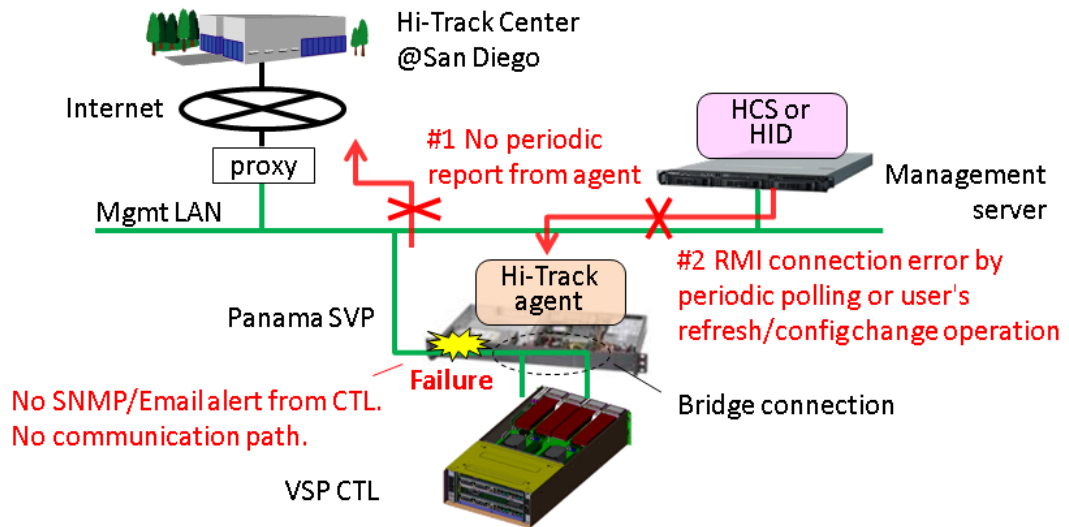 Hi-Track Center
@San Diego
Internet
proxy
HCS or
HID
#1 No periodic
report from agent
Management
server
Mgmt LAN
Hi-Track
agent
#2 RMI connection error by
periodic polling or user's
refresh/configchange operation
Panama SVP
Failure
No SNMP/Email alert from CTL.
No communication path.
Bridge connection
VSP CTL